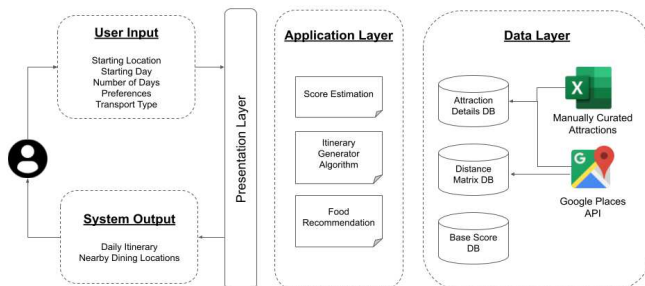 User Input
Starting Location
Starting Day
Number of Days
Preferences
Transport Type
System Output
Daily Itinerary
Nearby Dining Locations
Presentation Layer
Application Layer
Score Estimation
Itinerary
Generator
Algorithm
Food
Recommendation
Data Layer
Attraction
Details DB
Distance
Matrix DB
Base Score
DB
X
Manually Curated
Attractions
G
Google Places
API